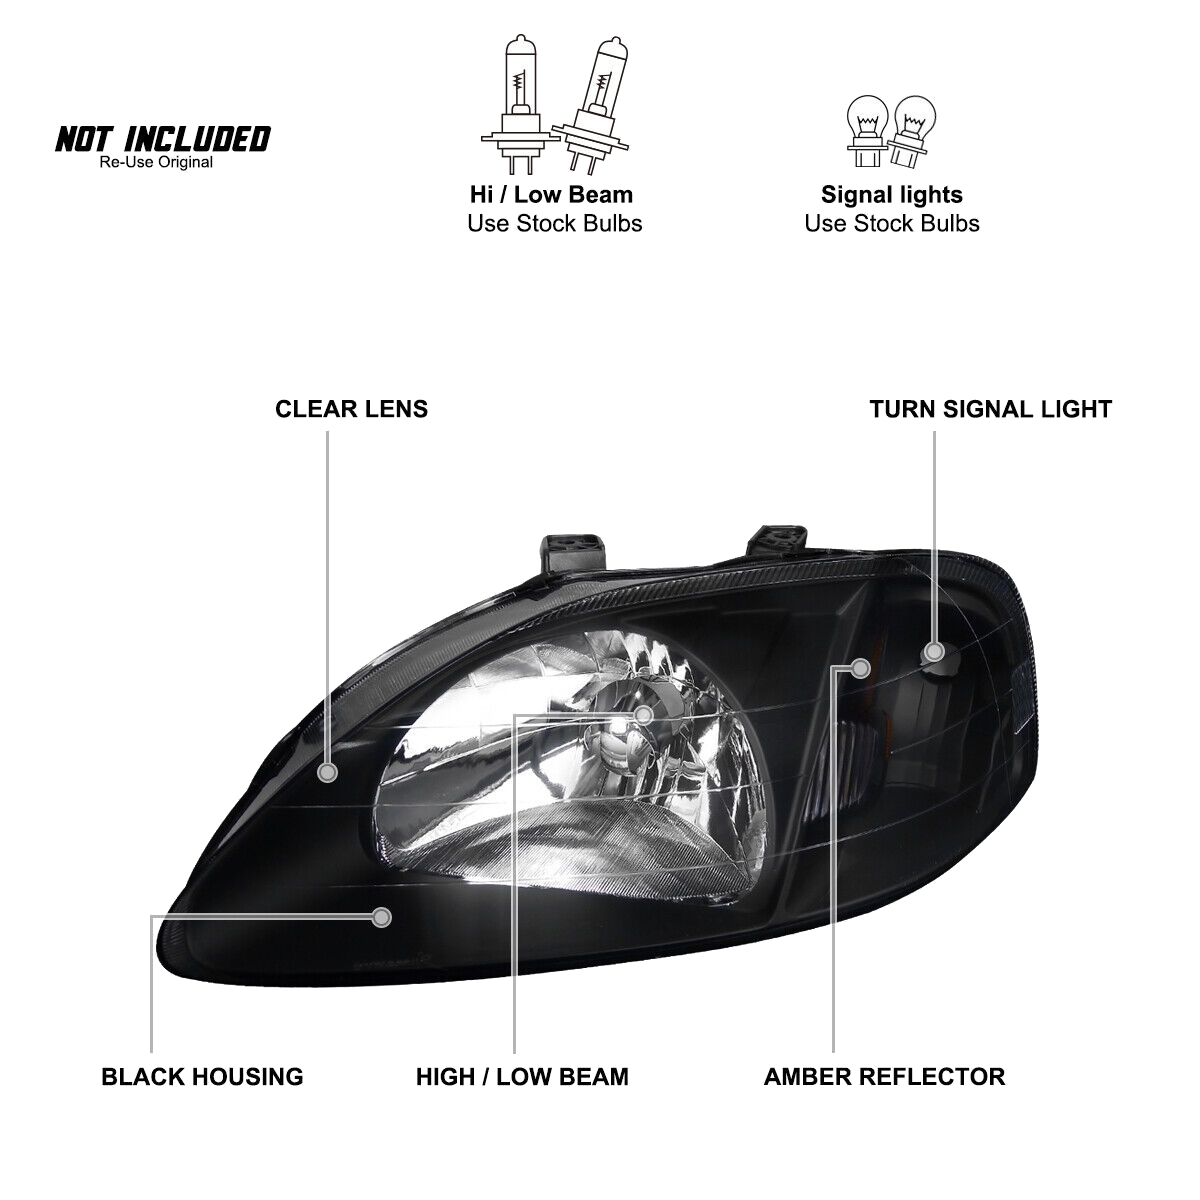 NOT INCLUDED
Re-Use Original
Hi / Low Beam
Use Stock Bulbs
Signal lights
Use Stock Bulbs
CLEAR LENS
TURN SIGNAL LIGHT
BLACK HOUSING
HIGH / LOW BEAM
AMBER REFLECTOR